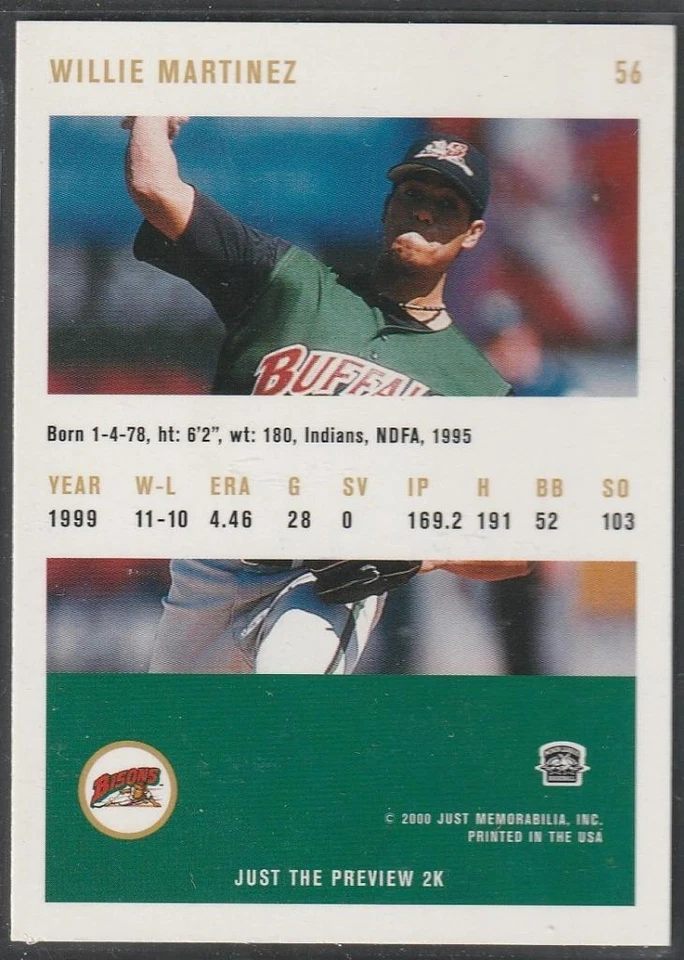 WILLIE MARTINEZ 56
BUFFAL
Born 1-4-78, ht: 6'2", wt: 180, Indians, NDFA, 1995
YEAR W-L ERA G SV IP H BB SO
1999 11-10 4.46 28 0 169.2 191 52 103
BISONS
© 2000 JUST MEMORABILIA, INC.
PRINTED IN THE USA
JUST THE PREVIEW 2K